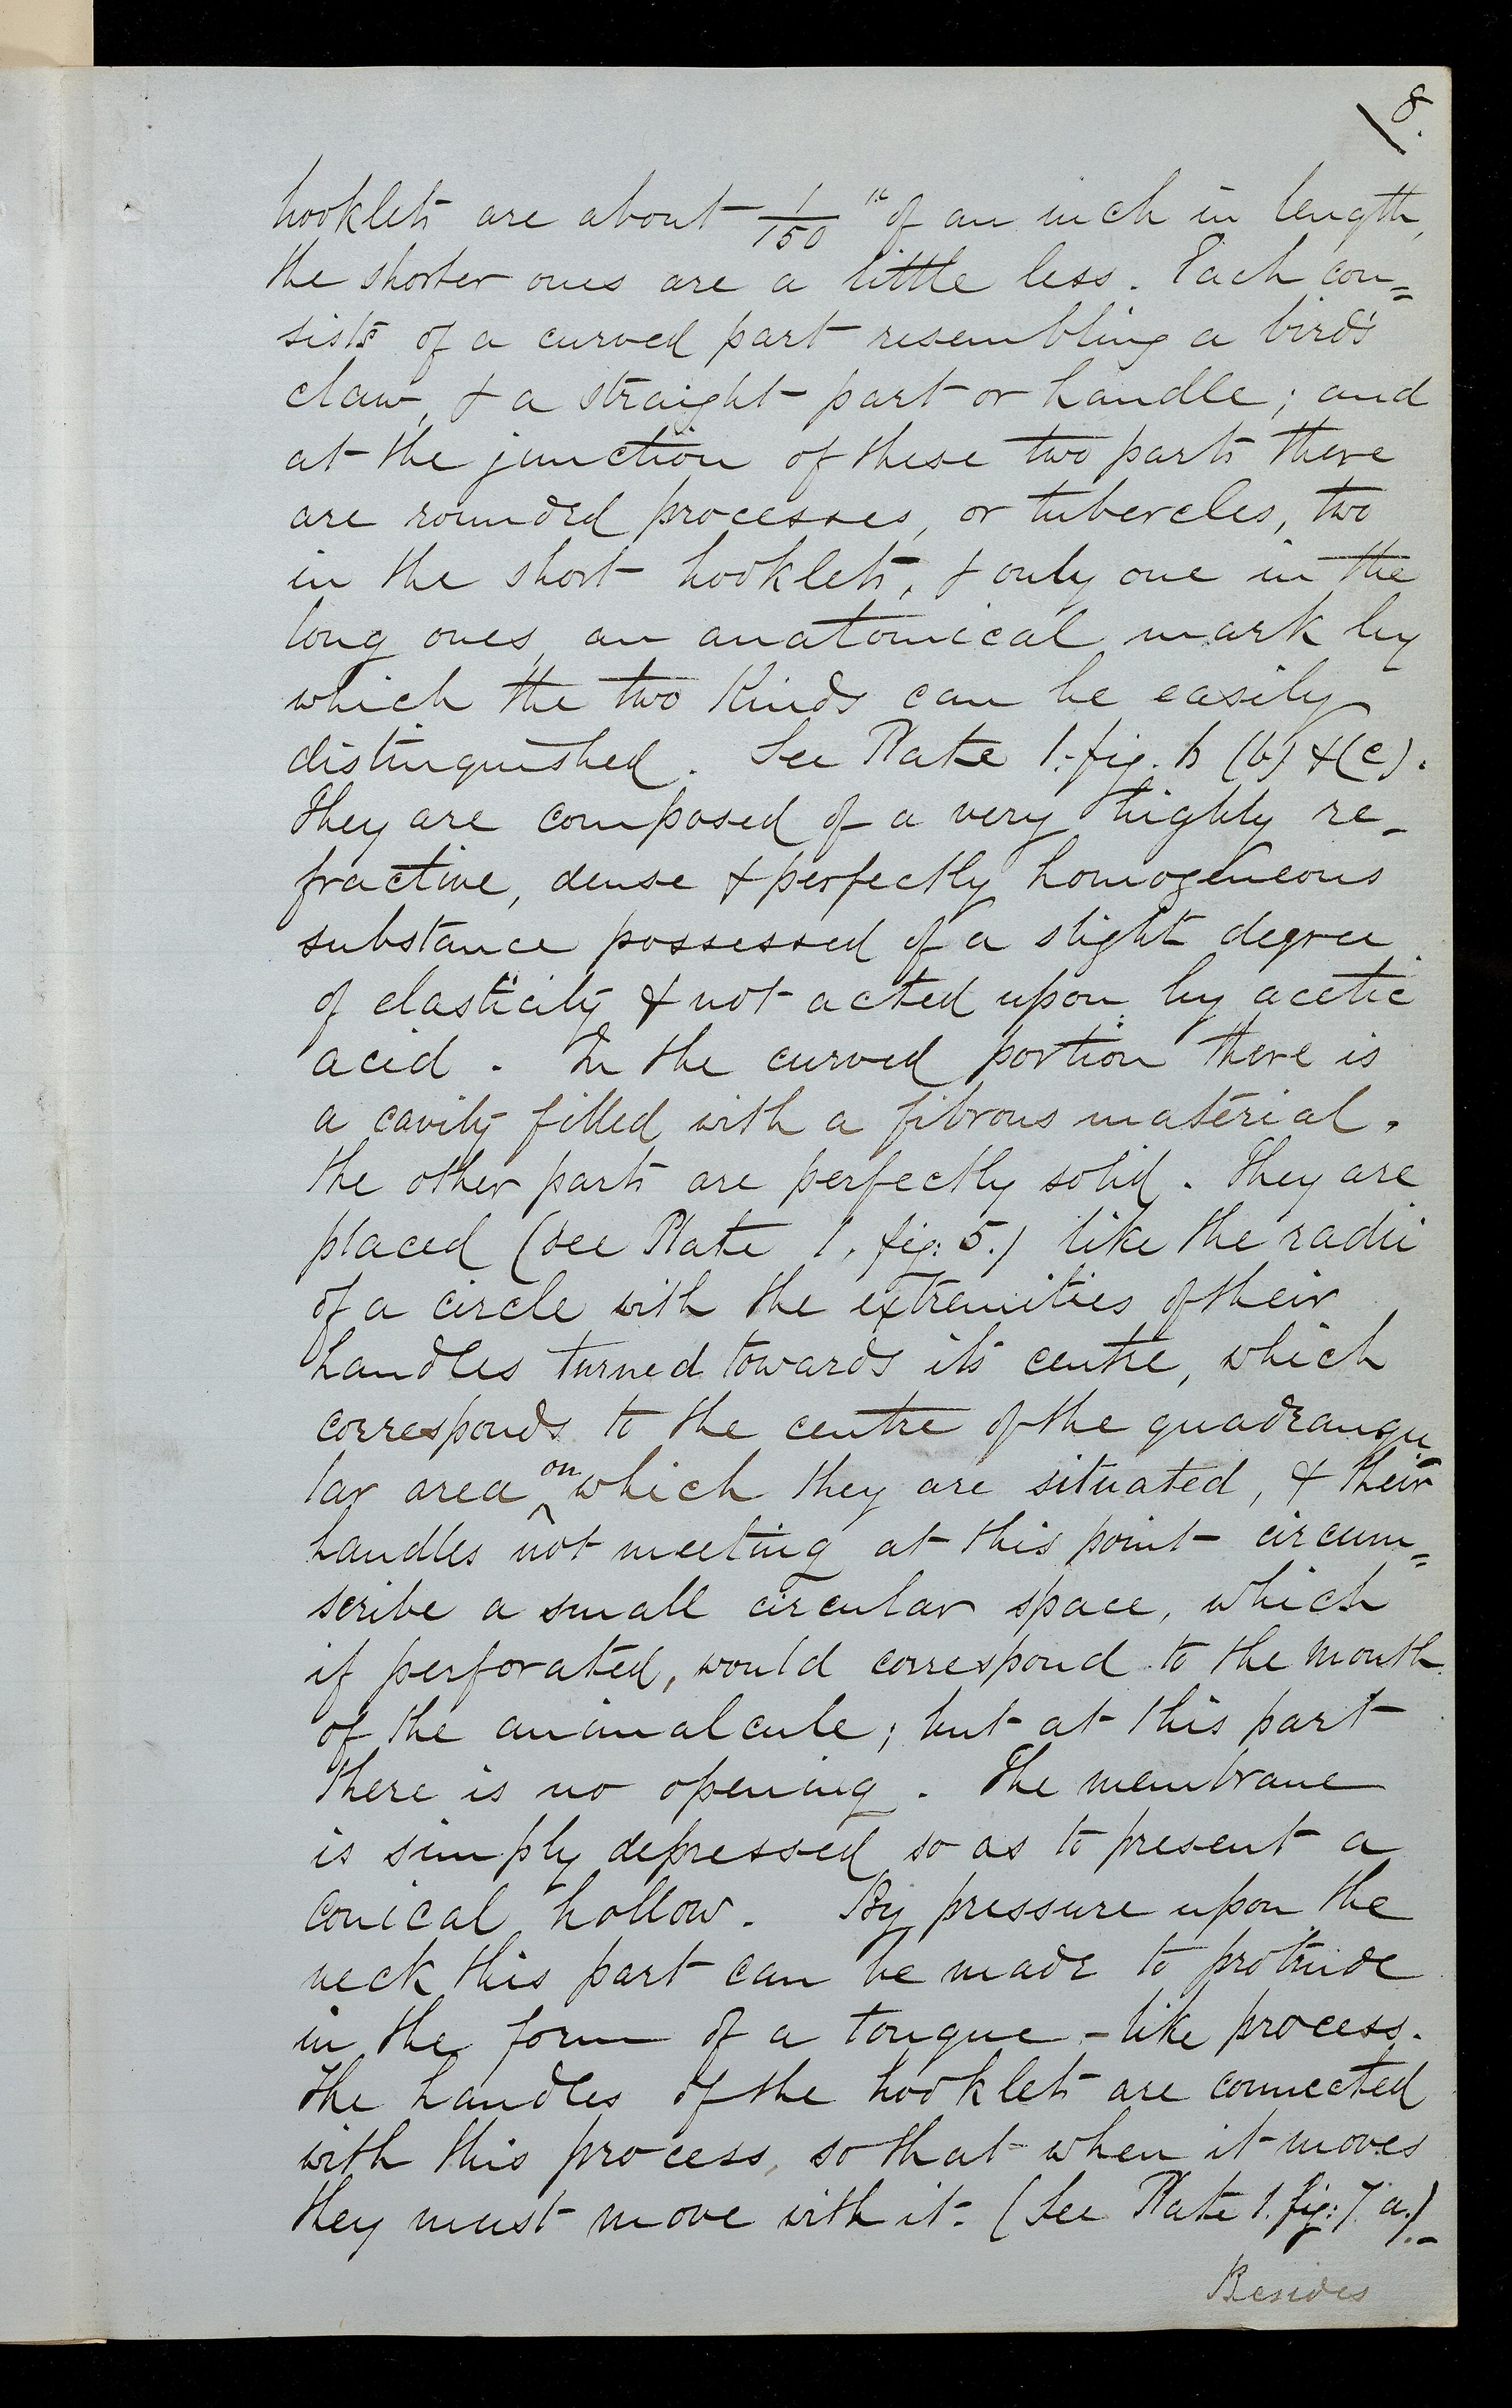 8.
hooklets are about 1/150th of an inch in length,
the shorter ones are a little less. Each con=
sists of a curved part resembling a bird's
claw, & a straight part or handle; and
at the junction of these two parts there
are rounded processes, or tubercles, two
in the short hooklets, & only one in the
long ones, an anatomical mark by
which the two kinds can be easily
distinguished. See Plate 1. fig. 6 (b) & (c).
They are composed of a very highly re-
fractive, dense & perfectly homogeneous
substance possessed of a slight degree
of elasticity & not acted upon by acetic
acid. In the curved portion there is
a cavity filled with a fibrous material.
the other parts are perfectly solid. They are
placed (see Plate 1. fig: 5.) like the radii
of a circle with the extremities of their
handles turned towards its centre, which
corresponds to the centre of the quadrangu-
lar area on which they are situated, & their
handles not meeting at this point circum=
scribe a small circular space, which
if perforated, would correspond to the mouth
of the animalcule; but at this part
there is no opening. The membrane
is simply depressed so as to present a
conical hollow. By pressure upon the
neck this part can be made to protrude
in the form of a tongue-like process.
The handles of the hooklets are connected
with this process, so that when it moves
they must move with it. (See Plate 1. fig: 7. a.)-
Besides